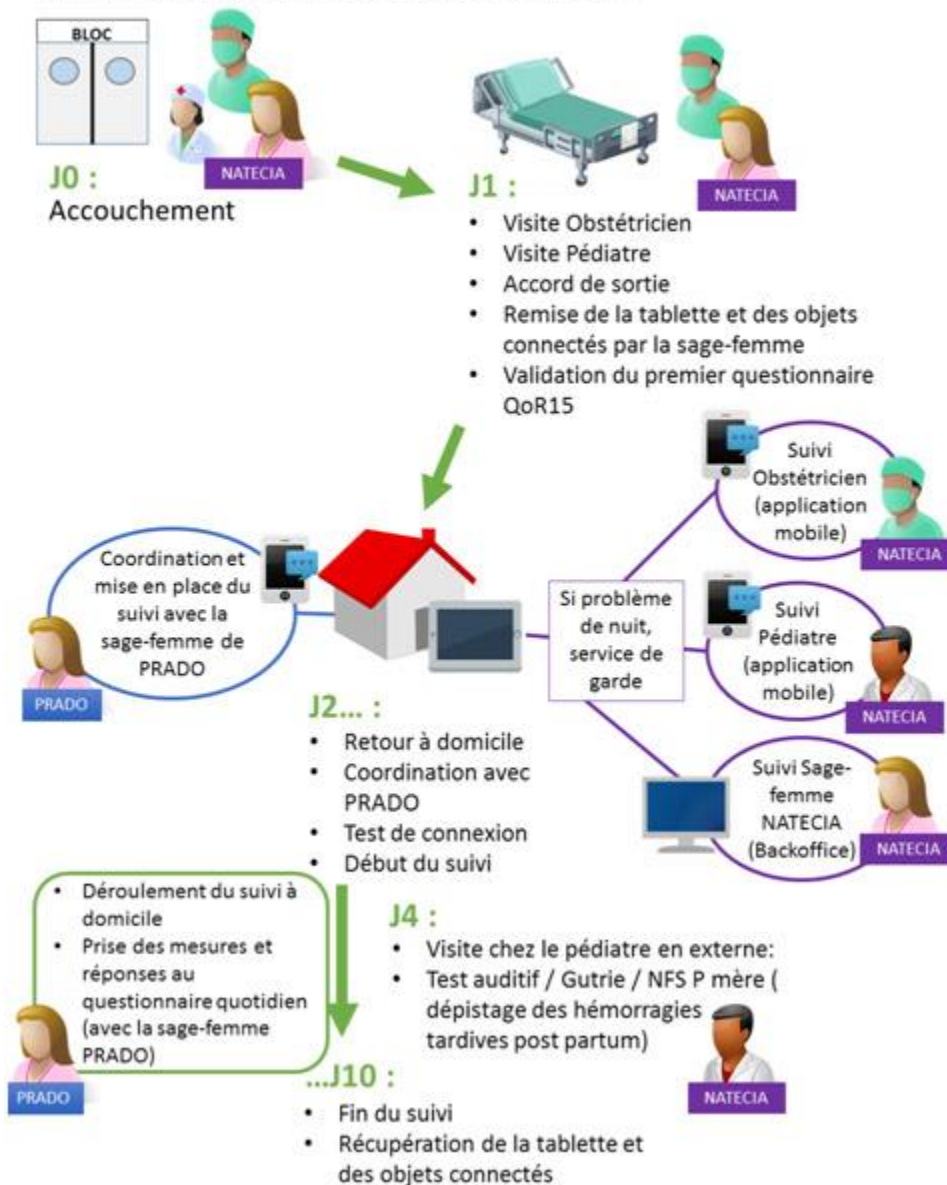 BLOC
NATECIA
J0 :
Accouchement
NATECIA
J1 :
• Visite Obstétricien
• Visite Pédiatre
• Accord de sortie
• Remise de la tablette et des objets
connectés par la sage-femme
• Validation du premier questionnaire
QoR15
Coordination et
mise en place du
suivi avec la
sage-femme de
PRADO
PRADO
Si problème
de nuit,
service de
garde
Suivi
Obstétricien
(application
mobile)
NATECIA
Suivi
Pédiatre
(application
mobile)
NATECIA
Suivi Sage-
femme
NATECIA
(Backoffice)
NATECIA
J2... :
• Retour à domicile
• Coordination avec
PRADO
• Test de connexion
• Début du suivi
• Déroulement du suivi à
domicile
• Prise des mesures et
réponses au
questionnaire quotidien
(avec la sage-femme
PRADO)
PRADO
J4 :
• Visite chez le pédiatre en externe:
• Test auditif / Gutrie / NFS P mère (
dépistage des hémorragies
tardives post partum)
NATECIA
...J10 :
• Fin du suivi
• Récupération de la tablette et
des objets connectés